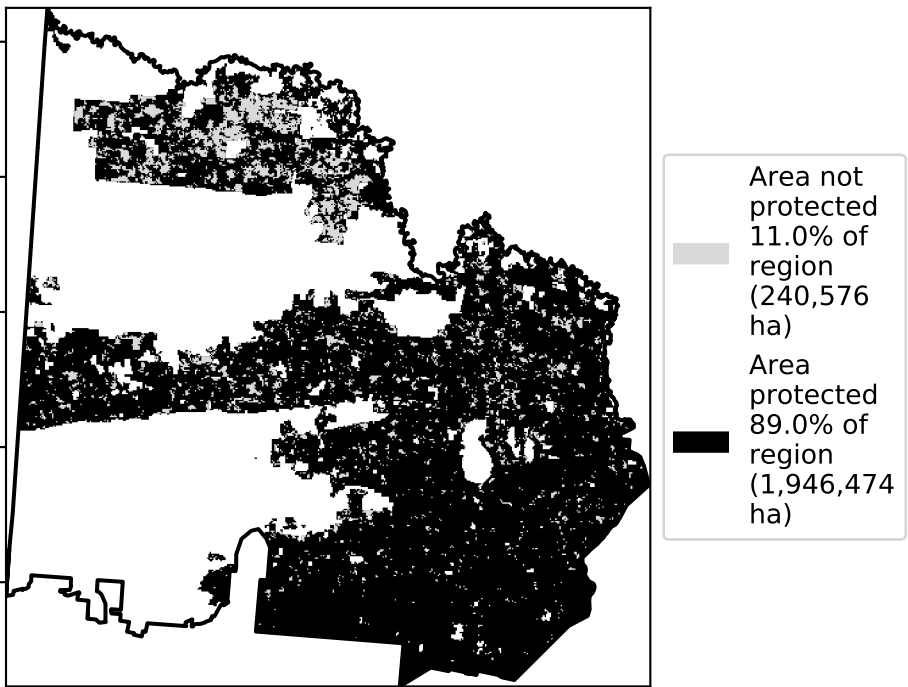 Area not
protected
11.0% of
region
(240,576
ha)
Area
protected
89.0% of
region
(1,946,474
ha)